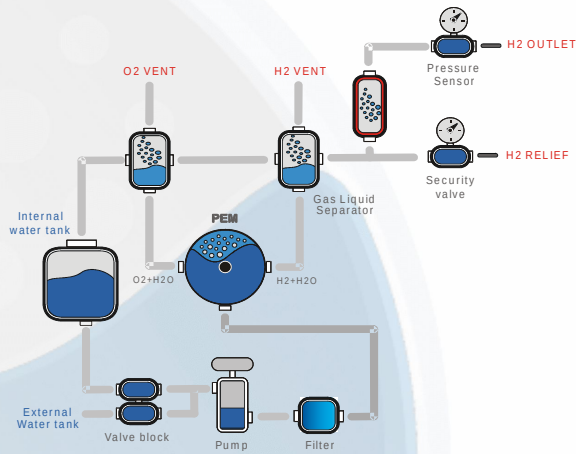 H2 OUTLET
O2 VENT
H2 VENT
Pressure
Sensor
H2 RELIEF
Security
valve
Gas Liquid
Separator
Internal
water tank
PEM
O2+H2O
H2+H2O
External
Water tank
Valve block
Pump
Filter